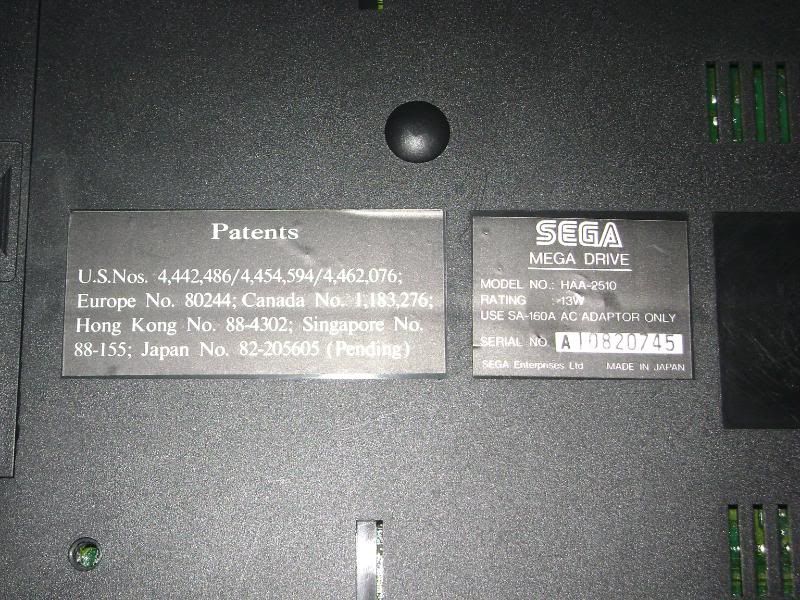 Patents
U.S.Nos. 4,442,486/4,454,594/4,462,076;
Europe No. 80244; Canada No. 1,183,276;
Hong Kong No. 88-4302; Singapore No.
88-155; Japan No. 82-205605 (Pending)
SEGA
MEGA DRIVE
MODEL NO.: HAA-2510
RATING :13W
USE SA-160A AC ADAPTOR ONLY
SERIAL NO. A10820745
SEGA Enterprises Ltd MADE IN JAPAN